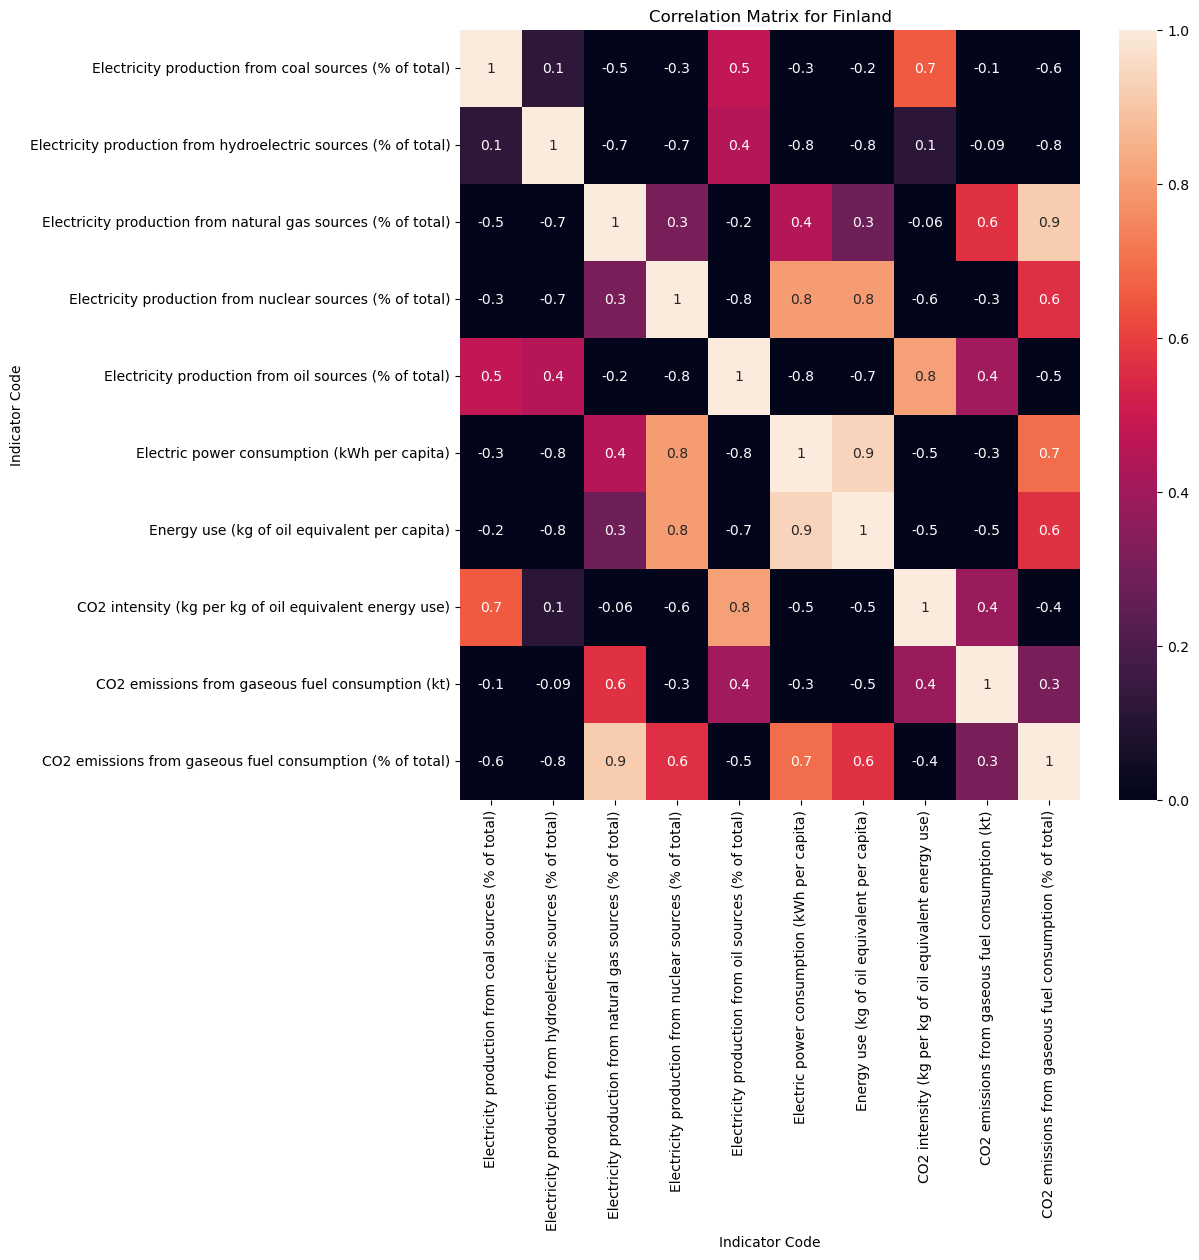 Correlation Matrix for Finland
Electricity production from coal sources (% of total) 1 0.1 -0.5 -0.3 0.5 -0.3 -0.2 0.7 -0.1 -0.6
Electricity production from hydroelectric sources (% of total) 0.1 1 -0.7 -0.7 0.4 -0.8 -0.8 0.1 -0.09 -0.8
Electricity production from natural gas sources (% of total) -0.5 -0.7 1 0.3 -0.2 0.4 0.3 -0.06 0.6 0.9
Electricity production from nuclear sources (% of total) -0.3 -0.7 0.3 1 -0.8 0.8 0.8 -0.6 -0.3 0.6
Electricity production from oil sources (% of total) 0.5 0.4 -0.2 -0.8 1 -0.8 -0.7 0.8 0.4 -0.5
Electric power consumption (kWh per capita) -0.3 -0.8 0.4 0.8 -0.8 1 0.9 -0.5 -0.3 0.7
Energy use (kg of oil equivalent per capita) -0.2 -0.8 0.3 0.8 -0.7 0.9 1 -0.5 -0.5 0.6
CO2 intensity (kg per kg of oil equivalent energy use) 0.7 0.1 -0.06 -0.6 0.8 -0.5 -0.5 1 0.4 -0.4
CO2 emissions from gaseous fuel consumption (kt) -0.1 -0.09 0.6 -0.3 0.4 -0.3 -0.5 0.4 1 0.3
CO2 emissions from gaseous fuel consumption (% of total) -0.6 -0.8 0.9 0.6 -0.5 0.7 0.6 -0.4 0.3 1
Indicator Code
Electricity production from coal sources (% of total)
Electricity production from hydroelectric sources (% of total)
Electricity production from natural gas sources (% of total)
Electricity production from nuclear sources (% of total)
Electricity production from oil sources (% of total)
Electric power consumption (kWh per capita)
Energy use (kg of oil equivalent per capita)
CO2 intensity (kg per kg of oil equivalent energy use)
CO2 emissions from gaseous fuel consumption (kt)
CO2 emissions from gaseous fuel consumption (% of total)
Indicator Code
1.0
0.8
0.6
0.4
0.2
0.0